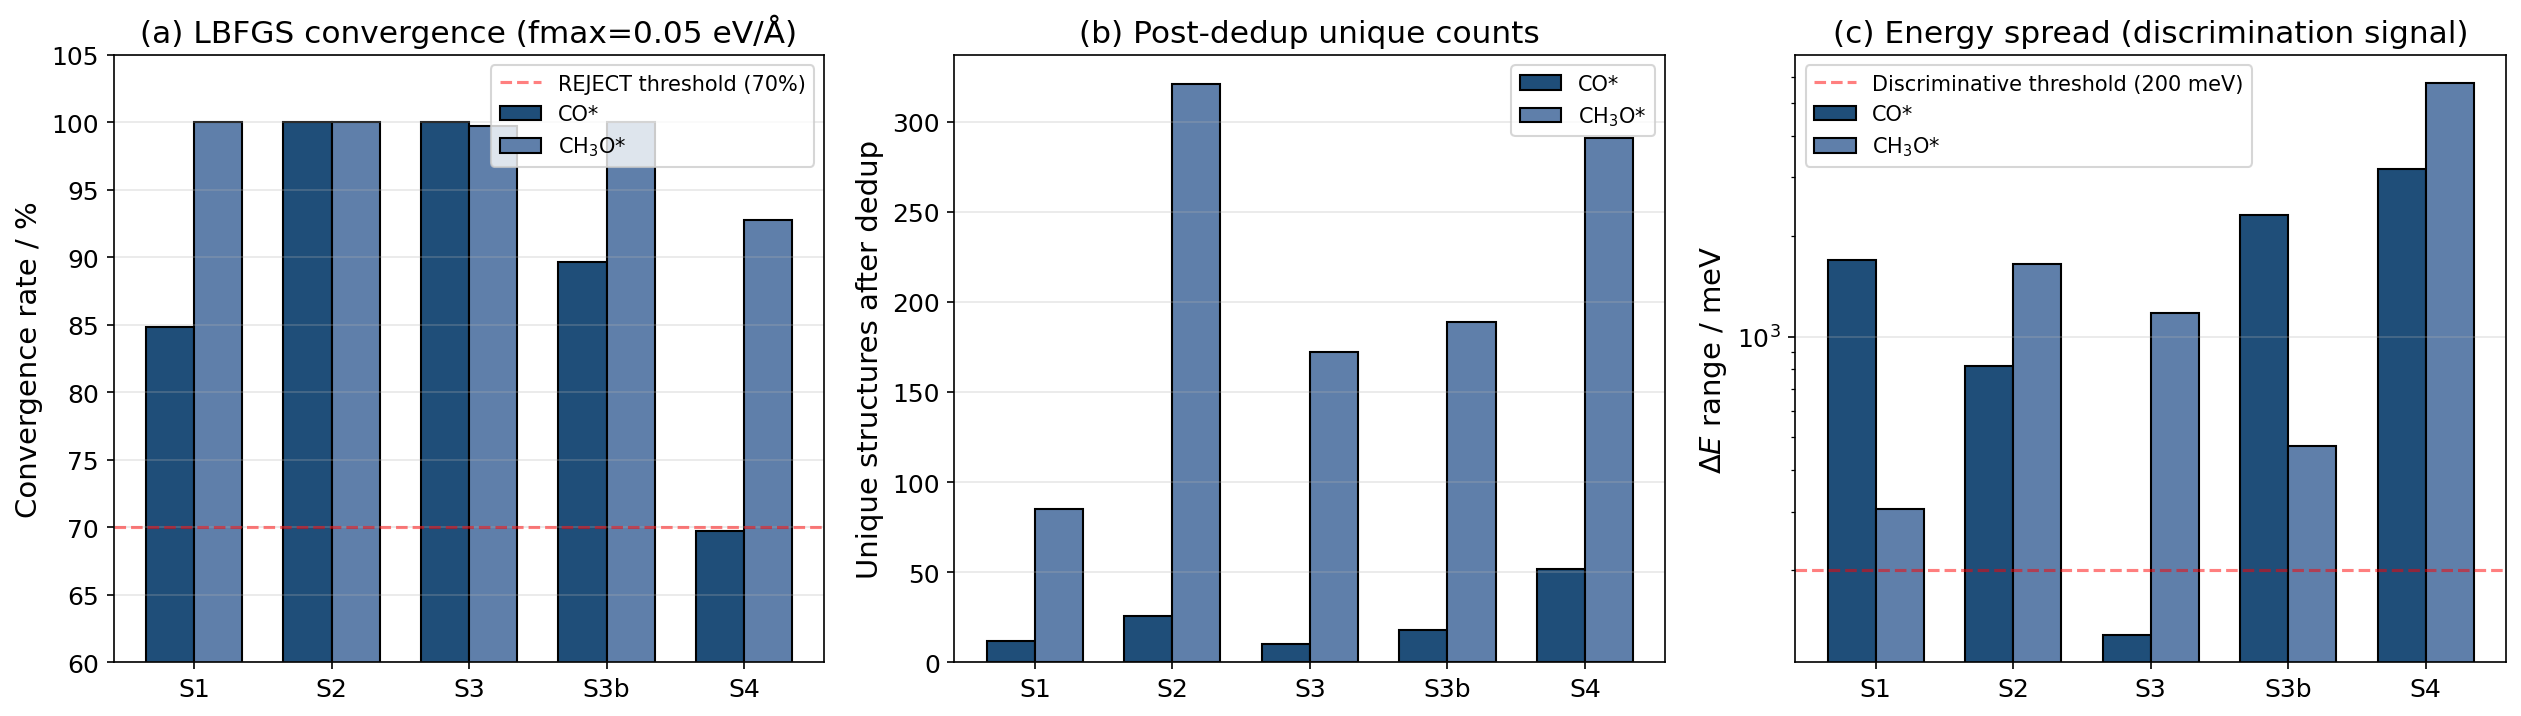 (a) LBFGS convergence (fmax=0.05 eV/Å)
Convergence rate / %
105
100
95
90
85
80
75
70
65
60
REJECT threshold (70%)
CO*
CH₃O*
S1
S2
S3
S3b
S4
(b) Post-dedup unique counts
Unique structures after dedup
300
250
200
150
100
50
0
CO*
CH₃O*
S1
S2
S3
S3b
S4
(c) Energy spread (discrimination signal)
ΔE range / meV
10³
Discriminative threshold (200 meV)
CO*
CH₃O*
S1
S2
S3
S3b
S4